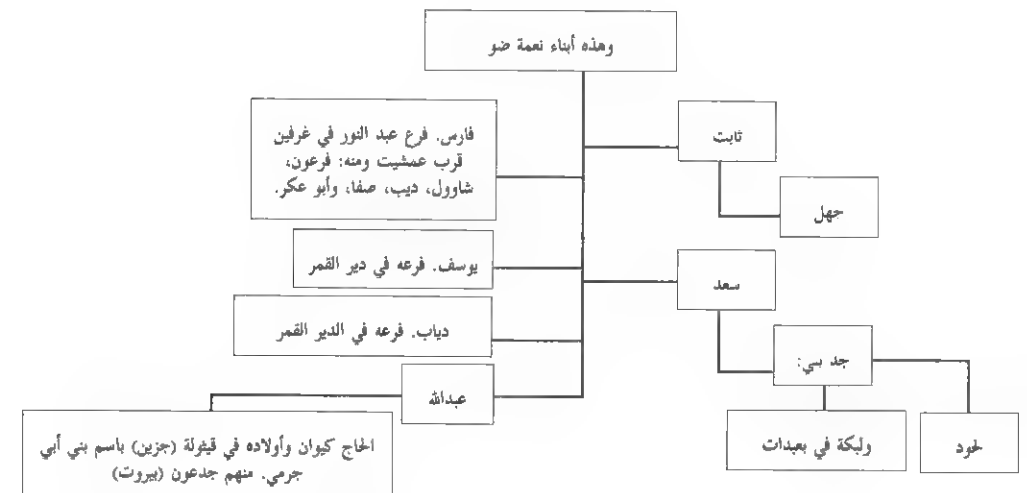 وهذه أبناء نعمة ضو
ثابت
جهل
فارس. فرع عبد النور في غرفين
قرب عمشيت ومنه: فرعون،
شاوول، ديب، صفا، وأبو عكر.
يوسف. فرعه في دير القمر
سعد
دياب. فرعه في الدير القمر
جد بني:
عبدالله
لحود
ولبكة في بعبدات
الحاج كيوان وأولاده في قيثولة (جزين) باسم بني أبي
جرمي. منهم جدعون (بيروت)